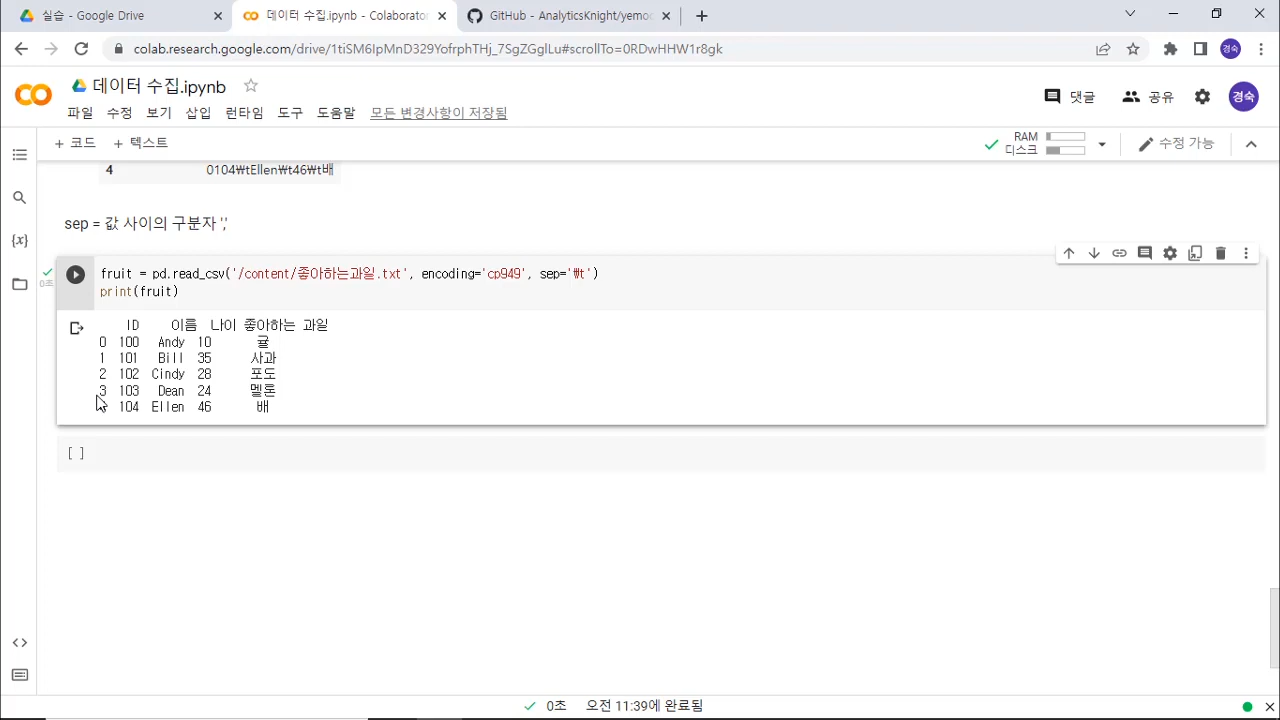 실습 - Google Drive
데이터 수집.ipynb - Colaborator
GitHub - AnalyticsKnight/yemoc
colab.research.google.com/drive/1tiSM6IpMnD329YofrphTHj_7SgZGgILu#scrollTo=0RDwHHW1r8gk
경숙
데이터 수집.ipynb
파일 수정 보기 삽입 런타임 도구 도움말 모든 변경사항이 저장됨
댓글 공유 경숙
+ 코드 + 텍스트
RAM
디스크
수정 가능
4 0104₩tEllen₩t46₩t배
sep = 값 사이의 구분자 ','
{x}
0초
fruit = pd.read_csv('/content/좋아하는과일.txt', encoding='cp949', sep='₩t')
print(fruit)
ID 이름 나이 좋아하는 과일
0 100 Andy 10 귤
1 101 Bill 35 사과
2 102 Cindy 28 포도
3 103 Dean 24 멜론
104 Ellen 46 배
[ ]
0초 오전 11:39에 완료됨